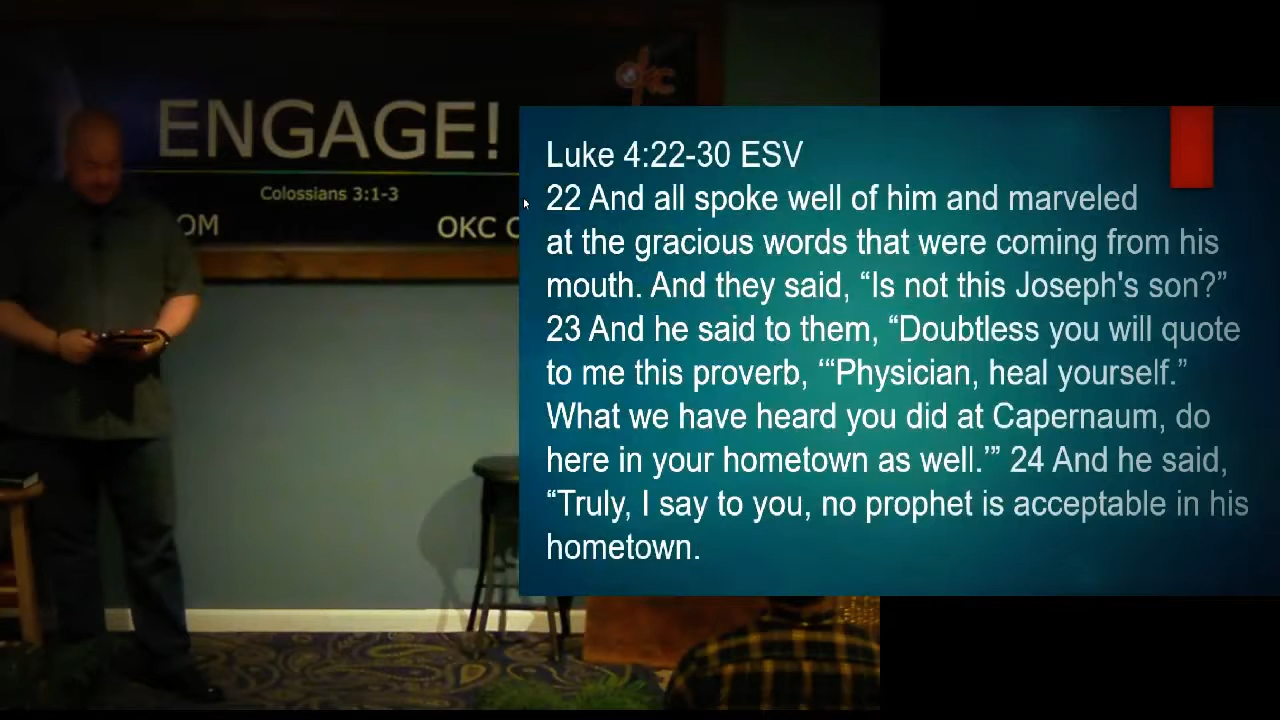 OKC
ENGAGE!
Colossians 3:1-3
OM
OKC C
Luke 4:22-30 ESV
22 And all spoke well of him and marveled
at the gracious words that were coming from his
mouth. And they said, “Is not this Joseph's son?”
23 And he said to them, “Doubtless you will quote
to me this proverb, ‘“Physician, heal yourself.”
What we have heard you did at Capernaum, do
here in your hometown as well.’” 24 And he said,
“Truly, I say to you, no prophet is acceptable in his
hometown.